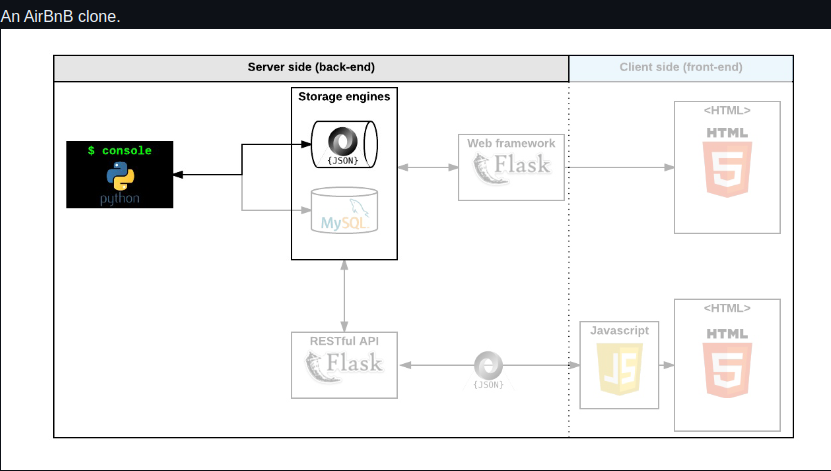 An AirBnB clone.
Server side (back-end)
Client side (front-end)
Storage engines
<HTML>
HTML
5
$ console
python
{JSON}
Web framework
Flask
MySQL
RESTful API
Flask
{JSON}
Javascript
JS
<HTML>
HTML
5